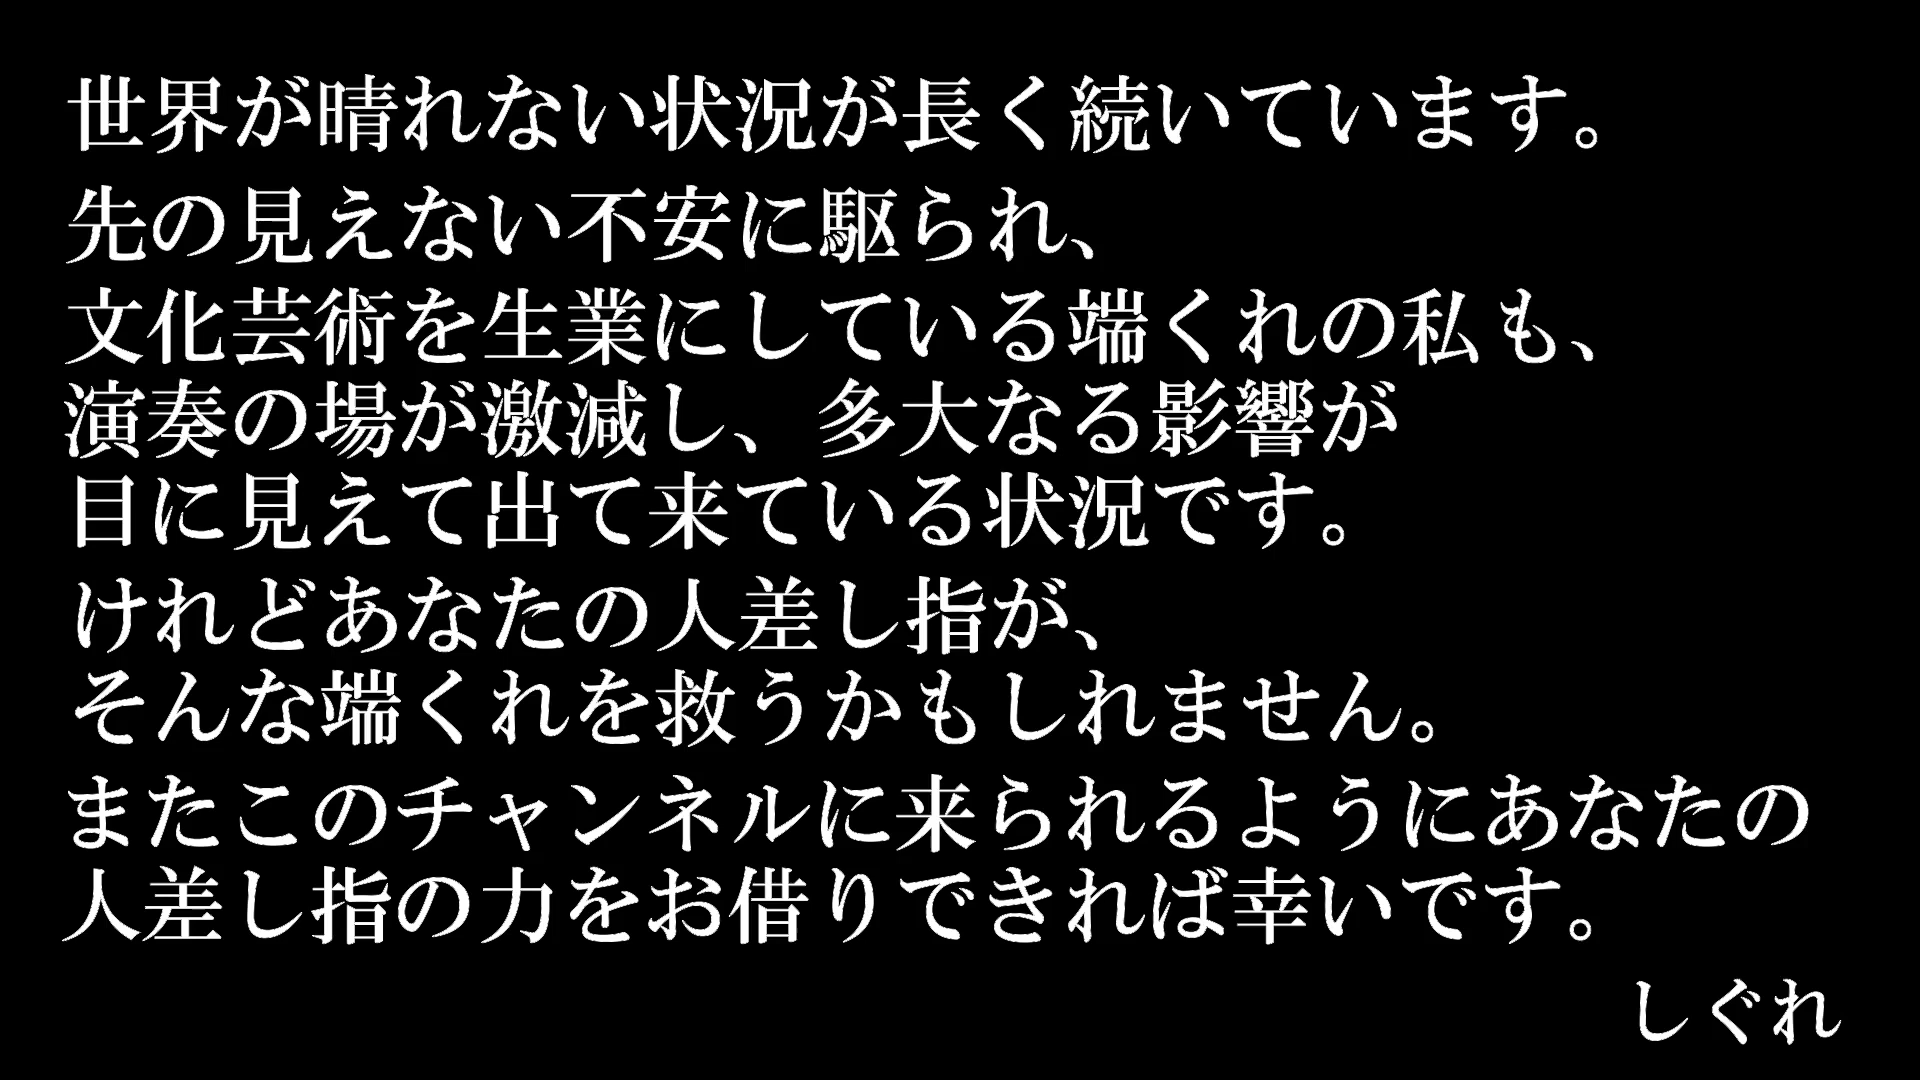 世界が晴れない状況が長く続いています。
先の見えない不安に駆られ、
文化芸術を生業にしている端くれの私も、
演奏の場が激減し、多大なる影響が
目に見えて出て来ている状況です。
けれどあなたの人差し指が、
そんな端くれを救うかもしれません。
またこのチャンネルに来られるようにあなたの
人差し指の力をお借りできれば幸いです。
しぐれ